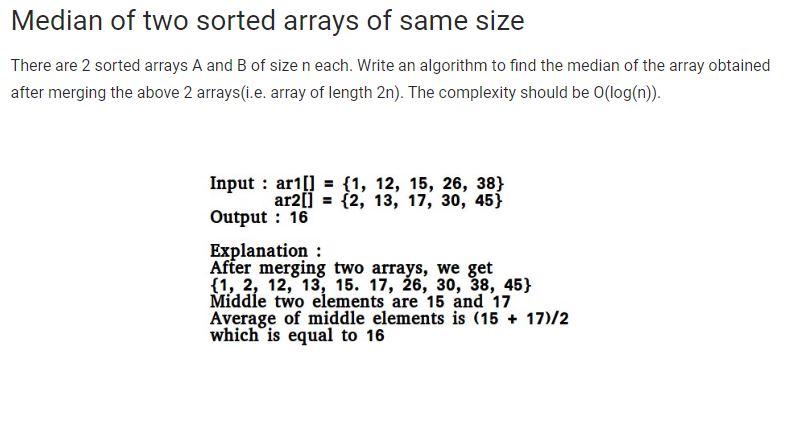 Median of two sorted arrays of same size
There are 2 sorted arrays A and B of size n each. Write an algorithm to find the median of the array obtained
after merging the above 2 arrays(i.e. array of length 2n). The complexity should be O(log(n)).
Input : ar1[] = {1, 12, 15, 26, 38}
ar2[] = {2, 13, 17, 30, 45}
Output : 16
Explanation :
After merging two arrays, we get
{1, 2, 12, 13, 15. 17, 26, 30, 38, 45}
Middle two elements are 15 and 17
Average of middle elements is (15 + 17)/2
which is equal to 16